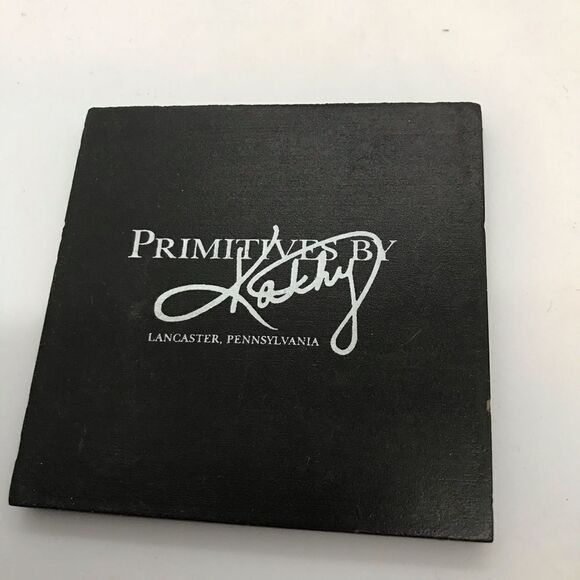 PRIMITIVES BY
Kathy
LANCASTER, PENNSYLVANIA